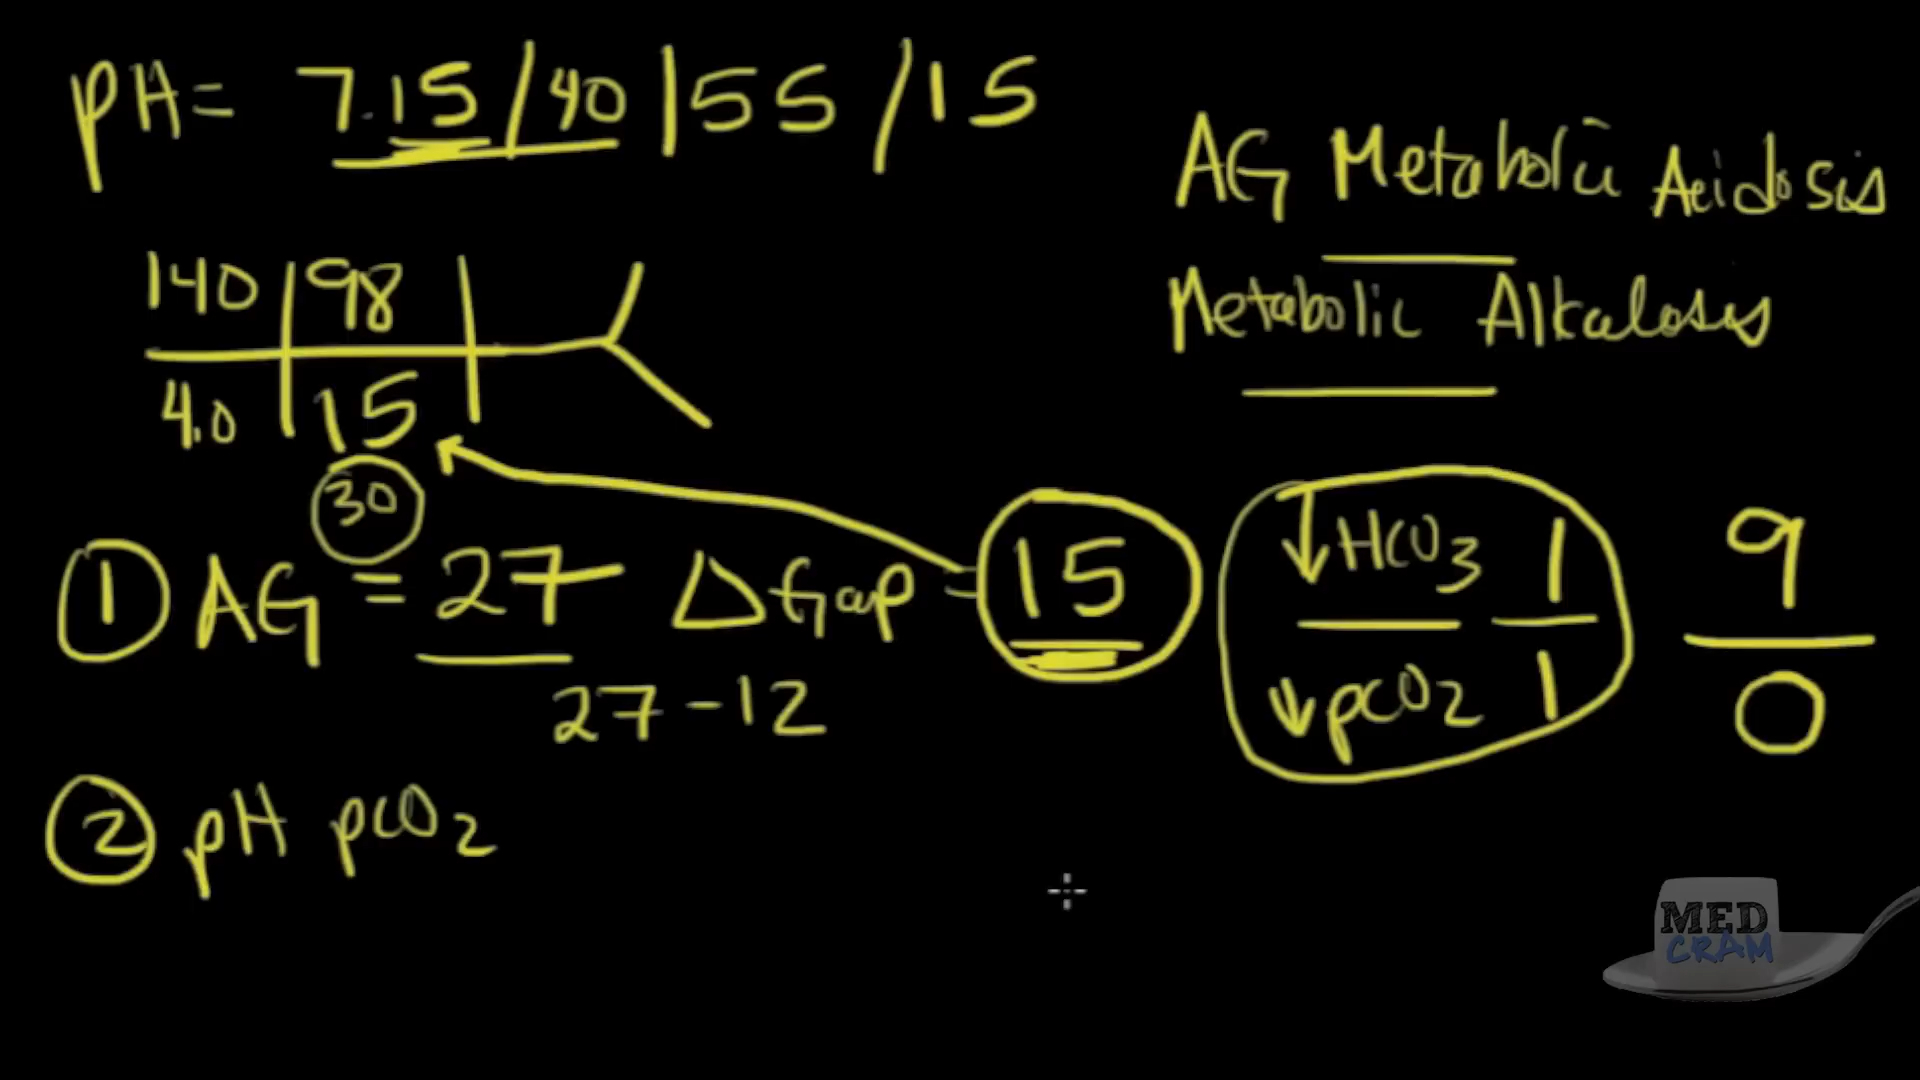 pH= 7.15/40/55/15
AG Metabolic Acidosis
Metabolic Alkalosis
140 98
4.0 15
30
1 AG = 27 Δ Gap = 15
27-12
↓HCO3 1
↓pCO2 1
9
0
2 pH pCO2
MED
CRAM